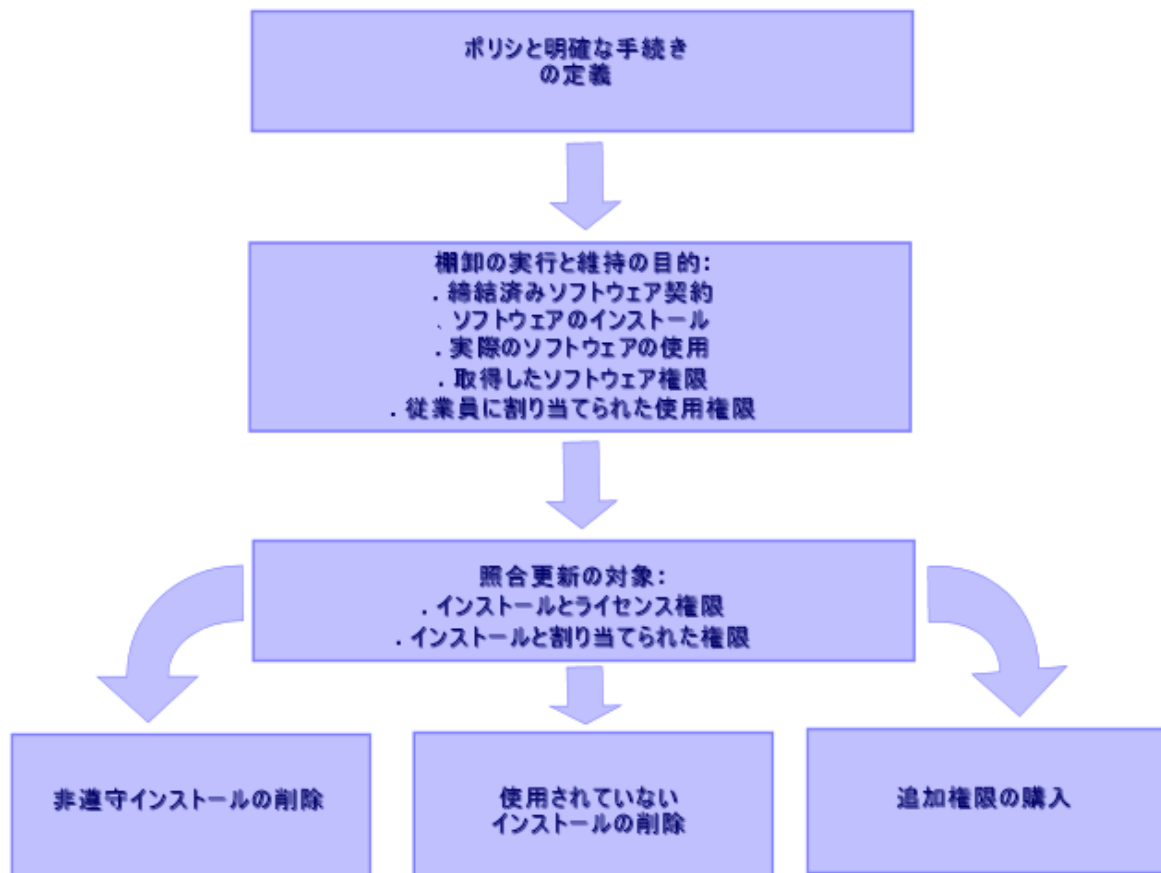 ポリシと明確な手続き
の定義
棚卸の実行と維持の目的:
. 締結済みソフトウェア契約
. ソフトウェアのインストール
. 実際のソフトウェアの使用
. 取得したソフトウェア権限
. 従業員に割り当てられた使用権限
照合更新の対象:
. インストールとライセンス権限
. インストールと割り当てられた権限
非遵守インストールの削除
使用されていない
インストールの削除
追加権限の購入